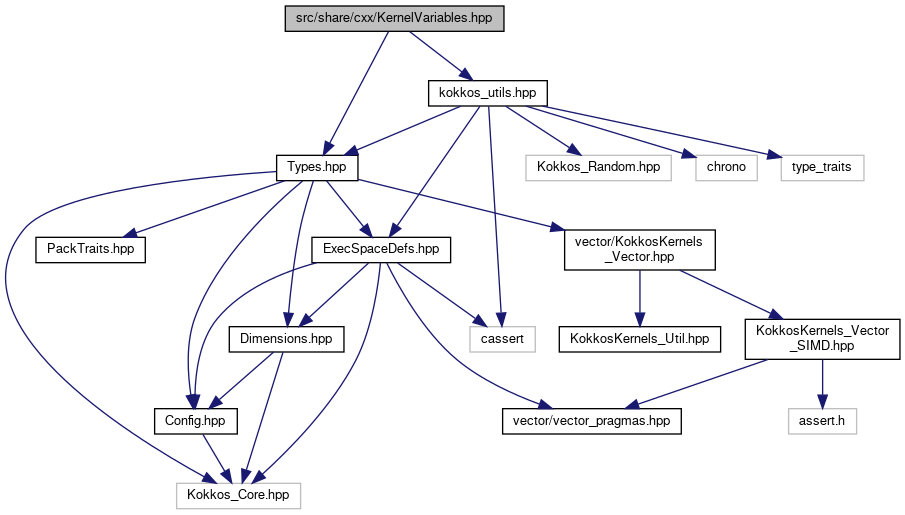 src/share/cxx/KernelVariables.hpp
kokkos_utils.hpp
Types.hpp
Kokkos_Random.hpp
chrono
type_traits
PackTraits.hpp
ExecSpaceDefs.hpp
vector/KokkosKernels
_Vector.hpp
Dimensions.hpp
cassert
KokkosKernels_Util.hpp
KokkosKernels_Vector
_SIMD.hpp
Config.hpp
vector/vector_pragmas.hpp
assert.h
Kokkos_Core.hpp